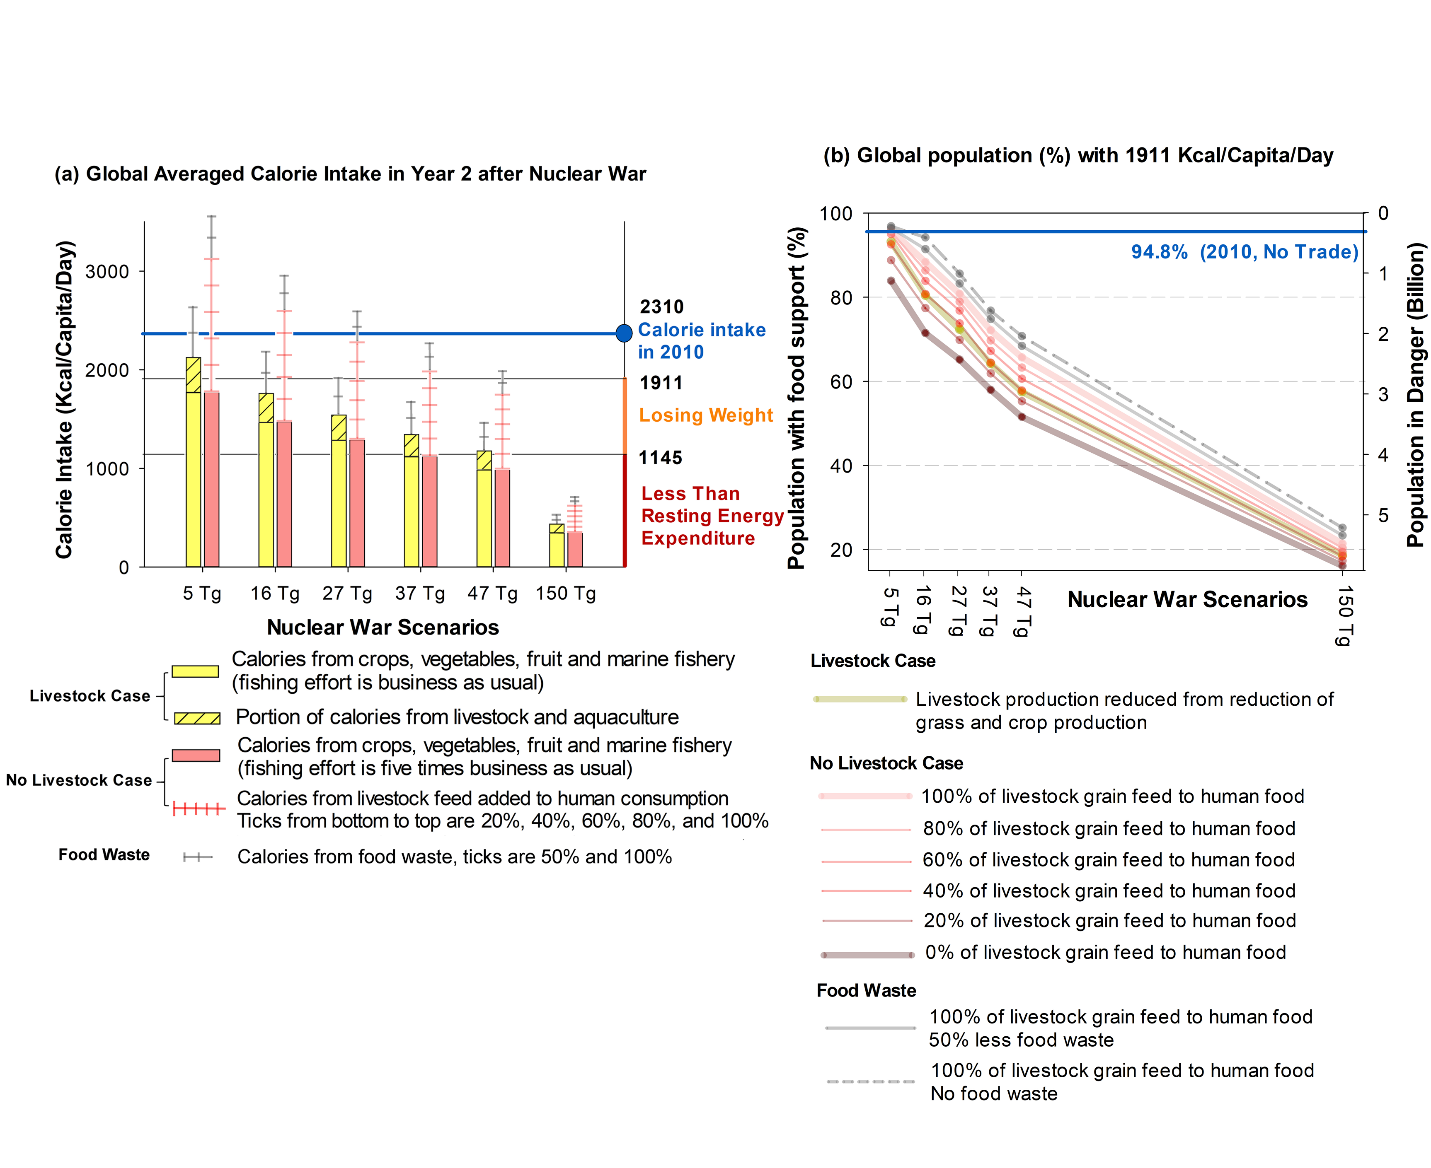 (a) Global Averaged Calorie Intake in Year 2 after Nuclear War
Calorie Intake (Kcal/Capita/Day)
3000
2000
1000
0
5 Tg
16 Tg
27 Tg
37 Tg
47 Tg
150 Tg
Nuclear War Scenarios
2310
Calorie intake
in 2010
1911
Losing Weight
1145
Less Than
Resting Energy
Expenditure
Livestock Case
Calories from crops, vegetables, fruit and marine fishery
(fishing effort is business as usual)
Portion of calories from livestock and aquaculture
No Livestock Case
Calories from crops, vegetables, fruit and marine fishery
(fishing effort is five times business as usual)
Calories from livestock feed added to human consumption
Ticks from bottom to top are 20%, 40%, 60%, 80%, and 100%
Food Waste
Calories from food waste, ticks are 50% and 100%
(b) Global population (%) with 1911 Kcal/Capita/Day
Population with food support (%)
100
80
60
40
20
94.8% (2010, No Trade)
0
1
2
3
4
5
Population in Danger (Billion)
5 Tg
16 Tg
27 Tg
37 Tg
47 Tg
150 Tg
Nuclear War Scenarios
Livestock Case
Livestock production reduced from reduction of
grass and crop production
No Livestock Case
100% of livestock grain feed to human food
80% of livestock grain feed to human food
60% of livestock grain feed to human food
40% of livestock grain feed to human food
20% of livestock grain feed to human food
0% of livestock grain feed to human food
Food Waste
100% of livestock grain feed to human food
50% less food waste
100% of livestock grain feed to human food
No food waste